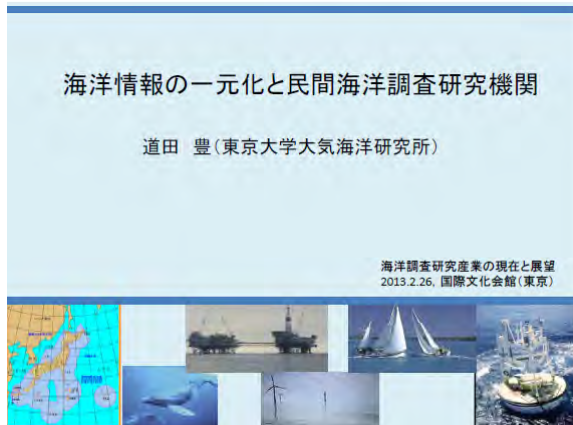 海洋情報の一元化と民間海洋調査研究機関
道田　豊(東京大学大気海洋研究所)
海洋調査研究産業の現在と展望
2013.2.26, 国際文化会館(東京)